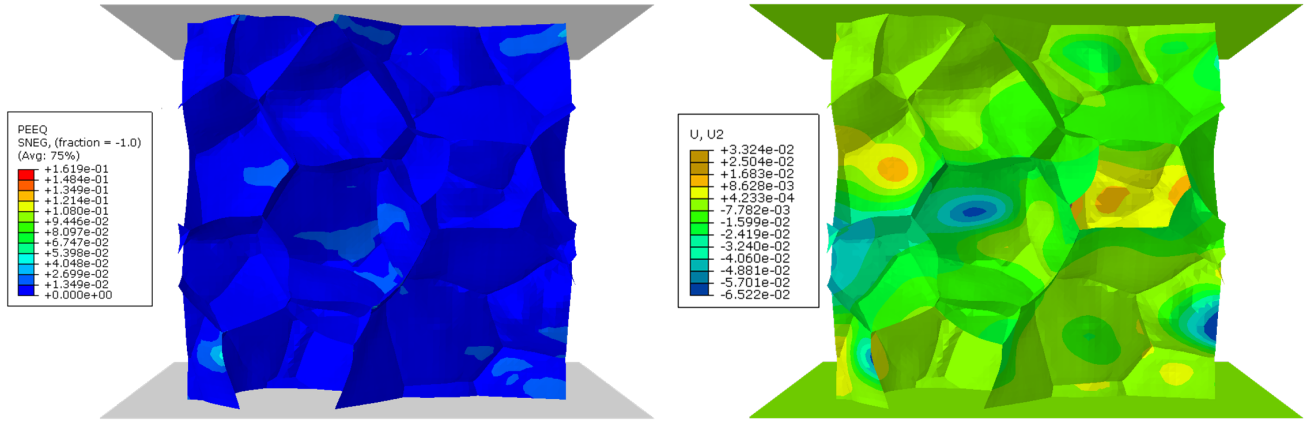 PEEQ
SNEG, (fraction = -1.0)
(Avg: 75%)
+1.619e-01
+1.484e-01
+1.349e-01
+1.214e-01
+1.080e-01
+9.446e-02
+8.097e-02
+6.747e-02
+5.398e-02
+4.048e-02
+2.699e-02
+1.349e-02
+0.000e+00
U, U2
+3.324e-02
+2.504e-02
+1.683e-02
+8.628e-03
+4.233e-04
-7.782e-03
-1.599e-02
-2.419e-02
-3.240e-02
-4.060e-02
-4.881e-02
-5.701e-02
-6.522e-02